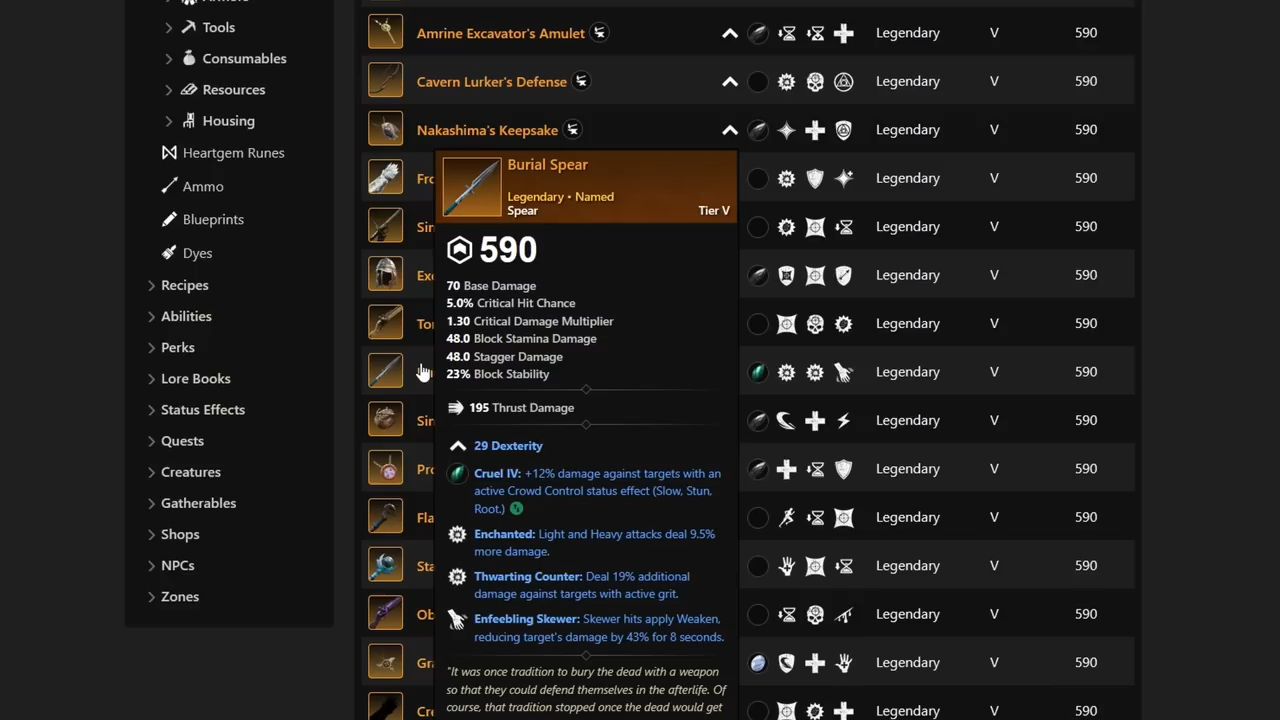 Tools
Consumables
Resources
Housing
Heartgem Runes
Ammo
Blueprints
Dyes
Recipes
Abilities
Perks
Lore Books
Status Effects
Quests
Creatures
Gatherables
Shops
NPCs
Zones
Amrine Excavator's Amulet Legendary V 590
Cavern Lurker's Defense Legendary V 590
Nakashima's Keepsake Legendary V 590
Fro Legendary V 590
Sin Legendary V 590
Exc Legendary V 590
Legendary V 590
Legendary V 590
Legendary V 590
Pro Legendary V 590
Fla Legendary V 590
Sta Legendary V 590
Ob Legendary V 590
Gra Legendary V 590
Cre Legendary V 590
Burial Spear
Legendary • Named
Spear Tier V
590
70 Base Damage
5.0% Critical Hit Chance
1.30 Critical Damage Multiplier
48.0 Block Stamina Damage
48.0 Stagger Damage
23% Block Stability
195 Thrust Damage
29 Dexterity
Cruel IV: +12% damage against targets with an
active Crowd Control status effect (Slow, Stun,
Root.)
Enchanted: Light and Heavy attacks deal 9.5%
more damage.
Thwarting Counter: Deal 19% additional
damage against targets with active grit.
Enfeebling Skewer: Skewer hits apply Weaken,
reducing target's damage by 43% for 8 seconds.
"It was once tradition to bury the dead with a weapon
so that they could defend themselves in the afterlife. Of
course, that tradition stopped once the dead would get